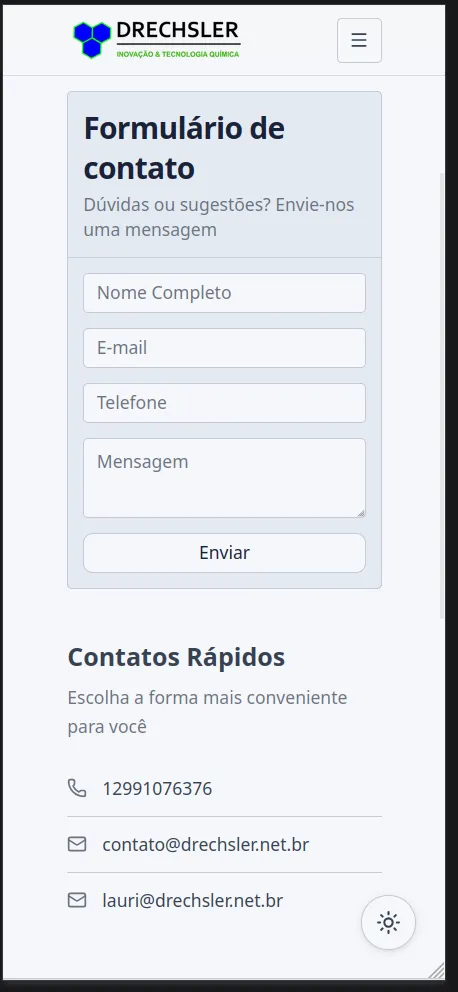 DRECHSLER
INOVAÇÃO & TECNOLOGIA QUÍMICA
Formulário de
contato
Dúvidas ou sugestões? Envie-nos
uma mensagem
Nome Completo
E-mail
Telefone
Mensagem
Enviar
Contatos Rápidos
Escolha a forma mais conveniente
para você
12991076376
contato@drechsler.net.br
lauri@drechsler.net.br